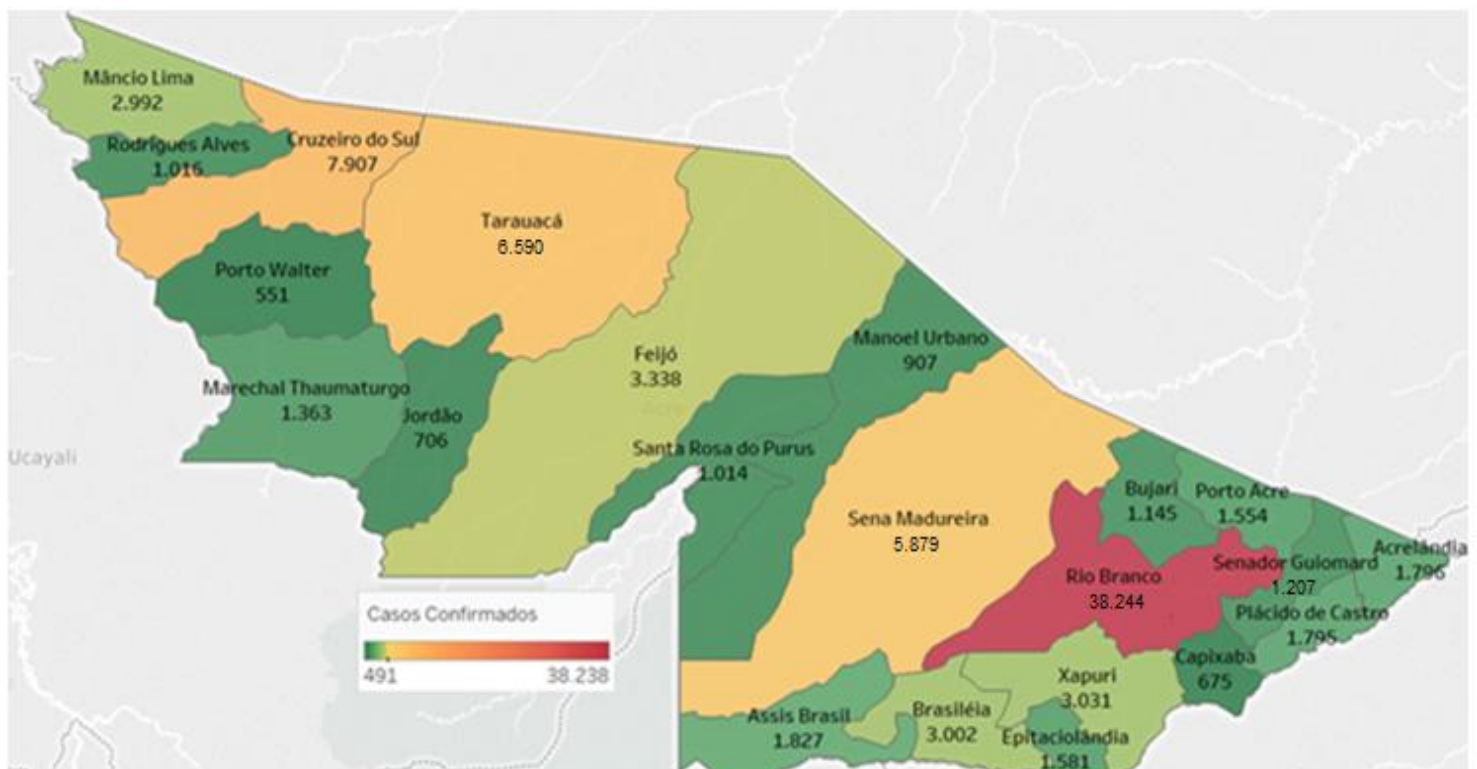 Mâncio Lima
2.992
Rodrigues Alves
1.016
Cruzeiro do Sul
7.907
Tarauacá
6.590
Porto Walter
551
Marechal Thaumaturgo
1.363
Jordão
706
Feijó
3.338
Acre
Manoel Urbano
907
Santa Rosa do Purus
1.014
Ucayali
Sena Madureira
5.879
Bujari
1.145
Porto Acre
1.554
Rio Branco
38.244
Senador Guiomard
1.207
Acrelândia
1.796
Plácido de Castro
1.795
Capixaba
675
Xapuri
3.031
Assis Brasil
1.827
Brasiléia
3.002
Epitaciolândia
1.581
Casos Confirmados
491 38.238